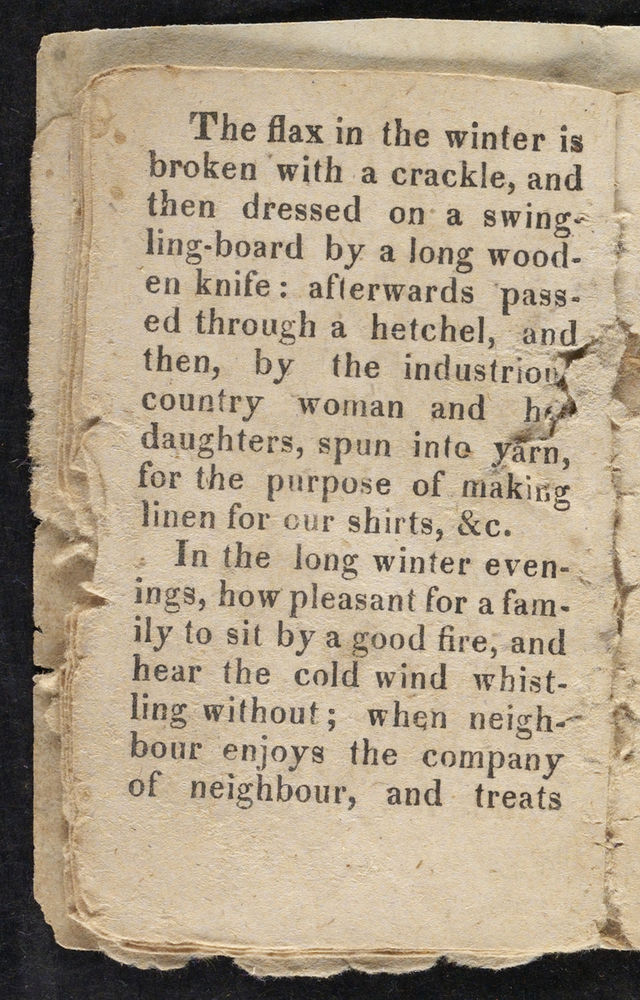 The flax in the winter is
broken with a crackle, and
then dressed on a swing-
ling-board by a long wood-
en knife: afterwards pass-
ed through a hetchel, and
then, by the industriou
country woman and he
daughters, spun into yarn,
for the purpose of making
linen for our shirts, &c.
In the long winter even-
ings, how pleasant for a fam-
ily to sit by a good fire, and
hear the cold wind whist-
ling without; when neigh-
bour enjoys the company
of neighbour, and treats